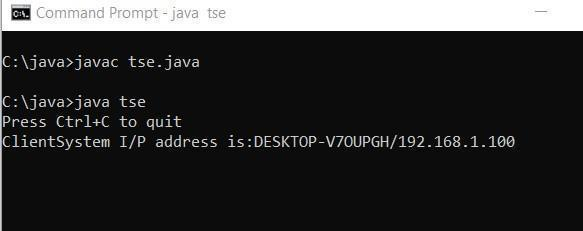 Command Prompt - java  tse
C:\java>javac tse.java
C:\java>java tse
Press Ctrl+C to quit
ClientSystem I/P address is:DESKTOP-V7OUPGH/192.168.1.100